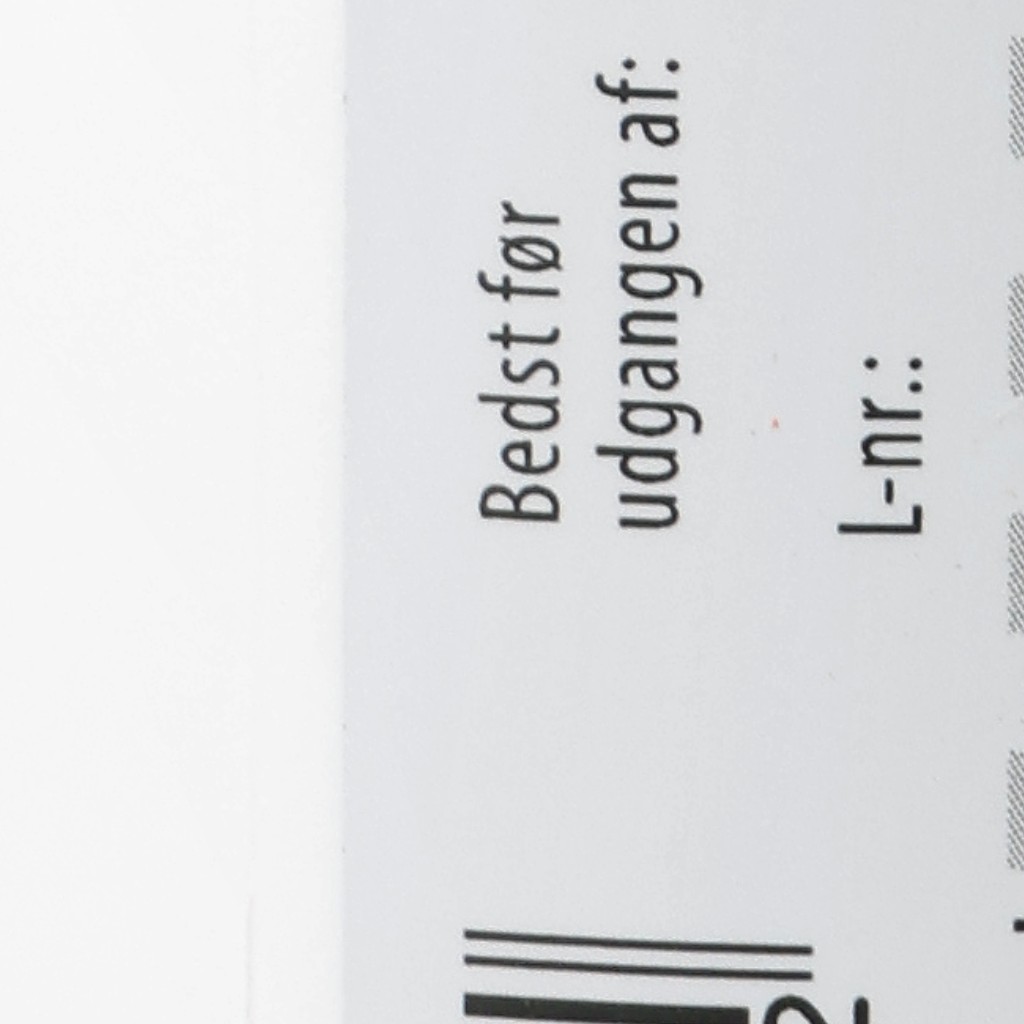 Bedst før
udgangen af:
L-nr.: